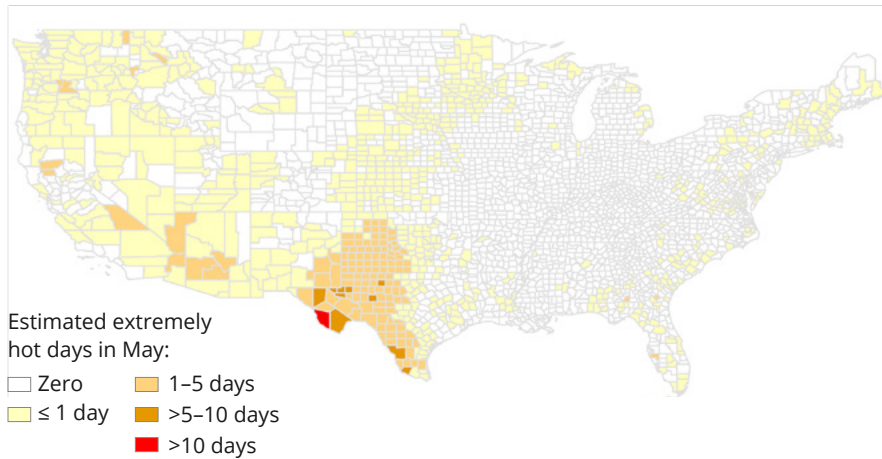 Estimated extremely
hot days in May:
Zero
1–5 days
≤ 1 day
>5–10 days
>10 days